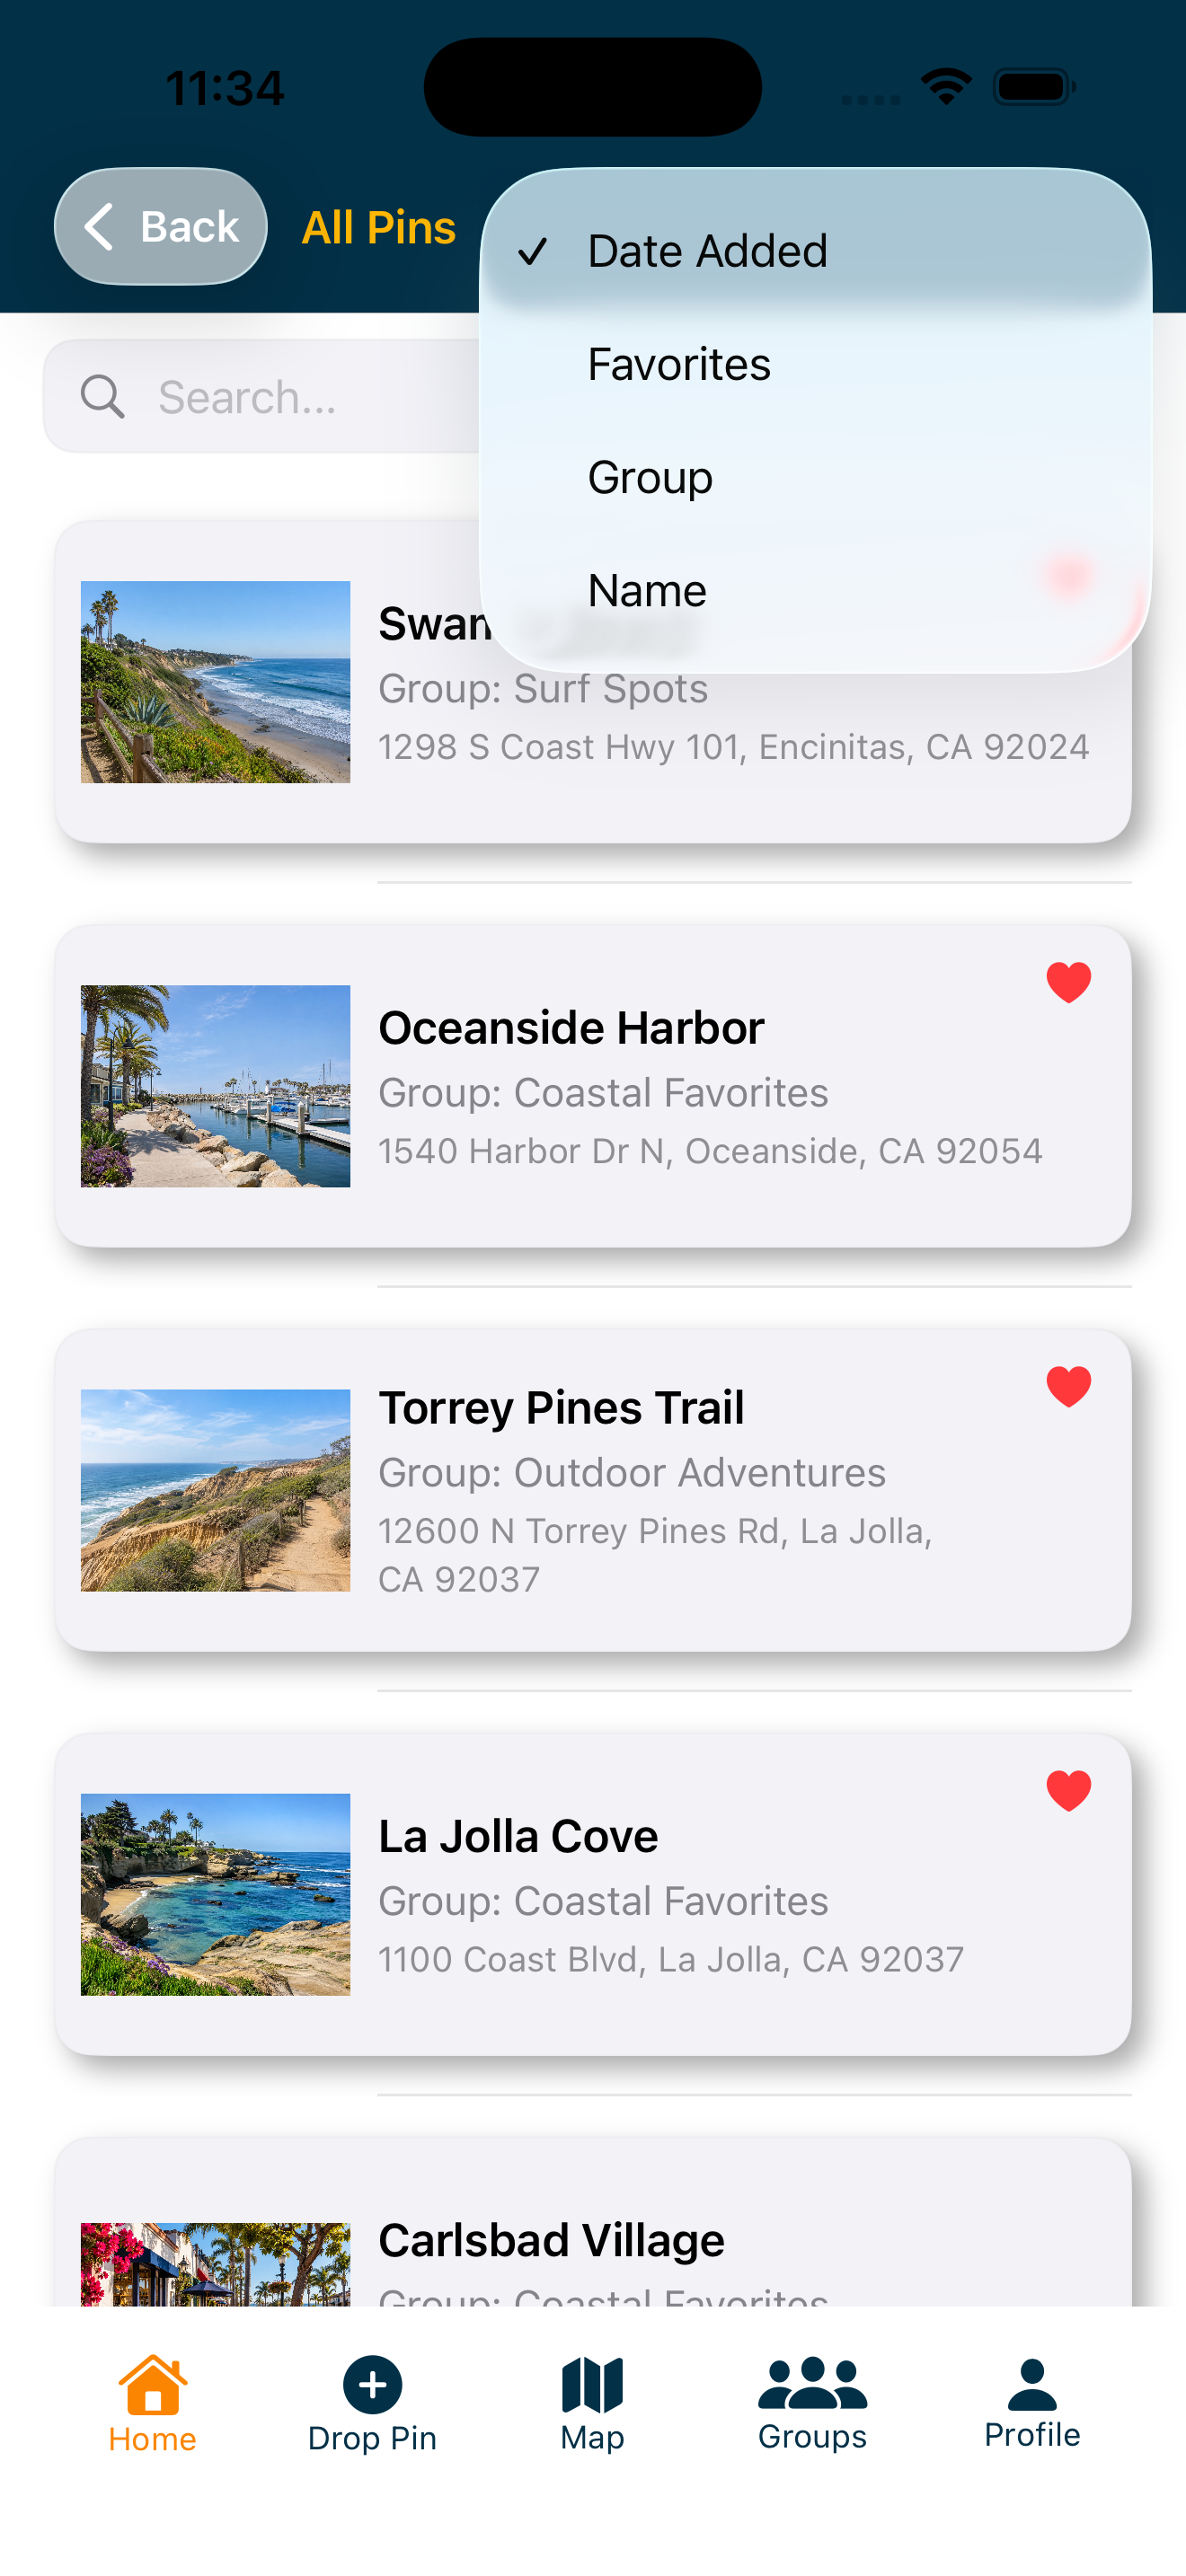 11:34
Back
All Pins
Date Added
Favorites
Group
Name
Search...
Group: Surf Spots
1298 S Coast Hwy 101, Encinitas, CA 92024
Oceanside Harbor
Group: Coastal Favorites
1540 Harbor Dr N, Oceanside, CA 92054
Torrey Pines Trail
Group: Outdoor Adventures
12600 N Torrey Pines Rd, La Jolla,
CA 92037
La Jolla Cove
Group: Coastal Favorites
1100 Coast Blvd, La Jolla, CA 92037
Carlsbad Village
Group: Coastal Favorites
Home
Drop Pin
Map
Groups
Profile